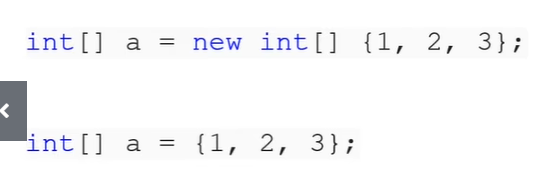 int[] a = new int[] {1, 2, 3};
int[] a = {1, 2, 3};